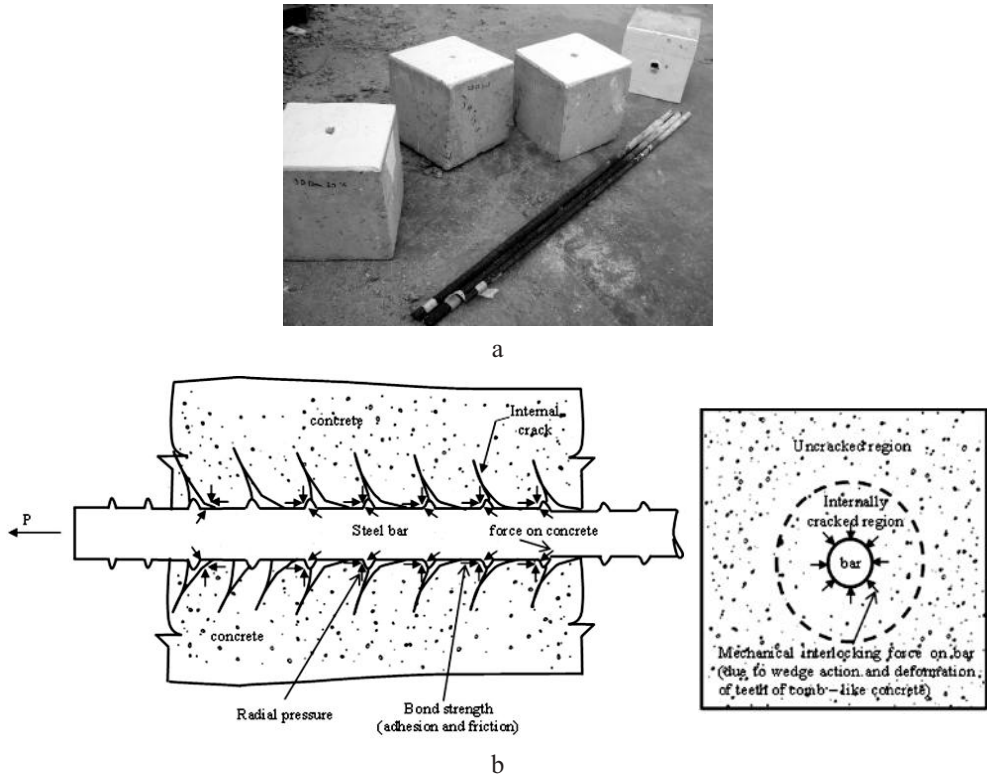 a
concrete
Internal
crack
P
Steel bar
force on concrete
concrete
Radial pressure
Bond strength
(adhesion and friction)
Uncracked region
Internally
cracked region
bar
Mechanical interlocking force on bar
(due to wedge action and deformation
of teeth of comb-like concrete)
b